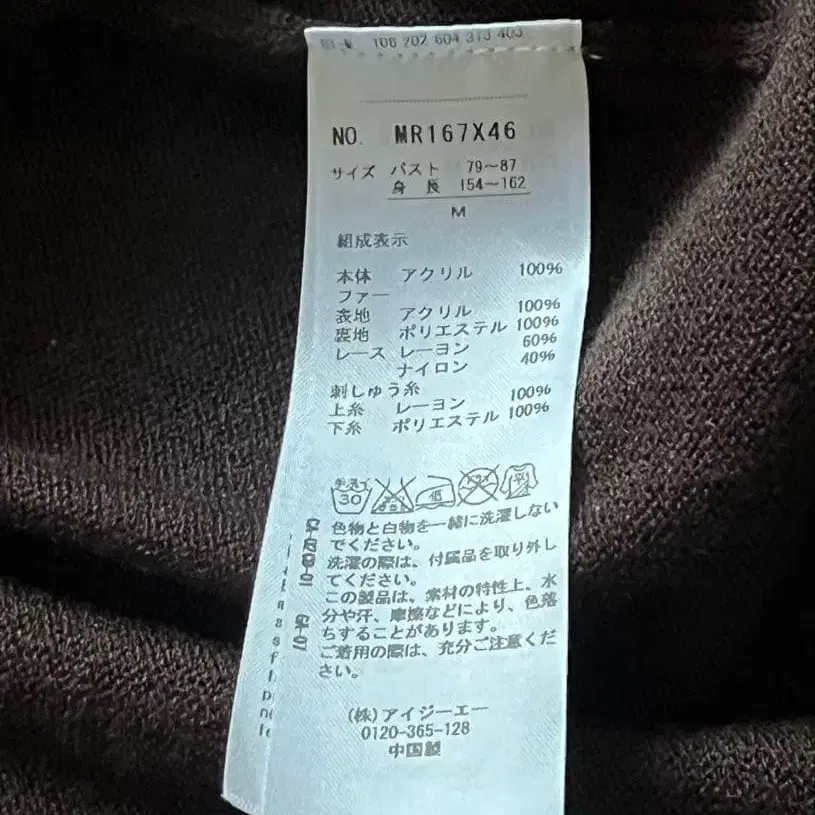 108 202 604 313 403
NO. MR167X46
サイズ バスト 79～87
身長 154～162
M
組成表示
本体 アクリル 100%
ファー
表地 アクリル 100%
裏地 ポリエステル 100%
レース レーヨン 60%
ナイロン 40%
刺しゅう糸
上糸 レーヨン 100%
下糸 ポリエステル 100%
手洗イ 30 低 ドライ 平
色物と白物を一緒に洗濯しない
でください。
洗濯の際は、付属品を取り外し
てください。
この製品は、素材の特性上、水
分や汗、摩擦などにより、色落
ちすることがあります。
ご着用の際は、充分ご注意くだ
さい。
(株)アイジーエー
0120-365-128
中国製